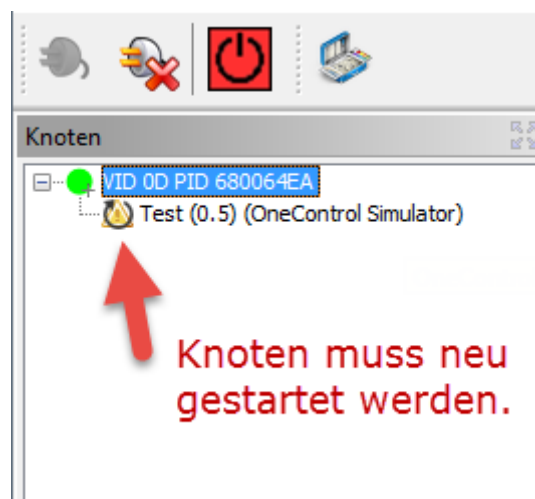 Knoten
VID 0D PID 680064EA
Test (0.5) (OneControl Simulator)
Knoten muss neu
gestartet werden.